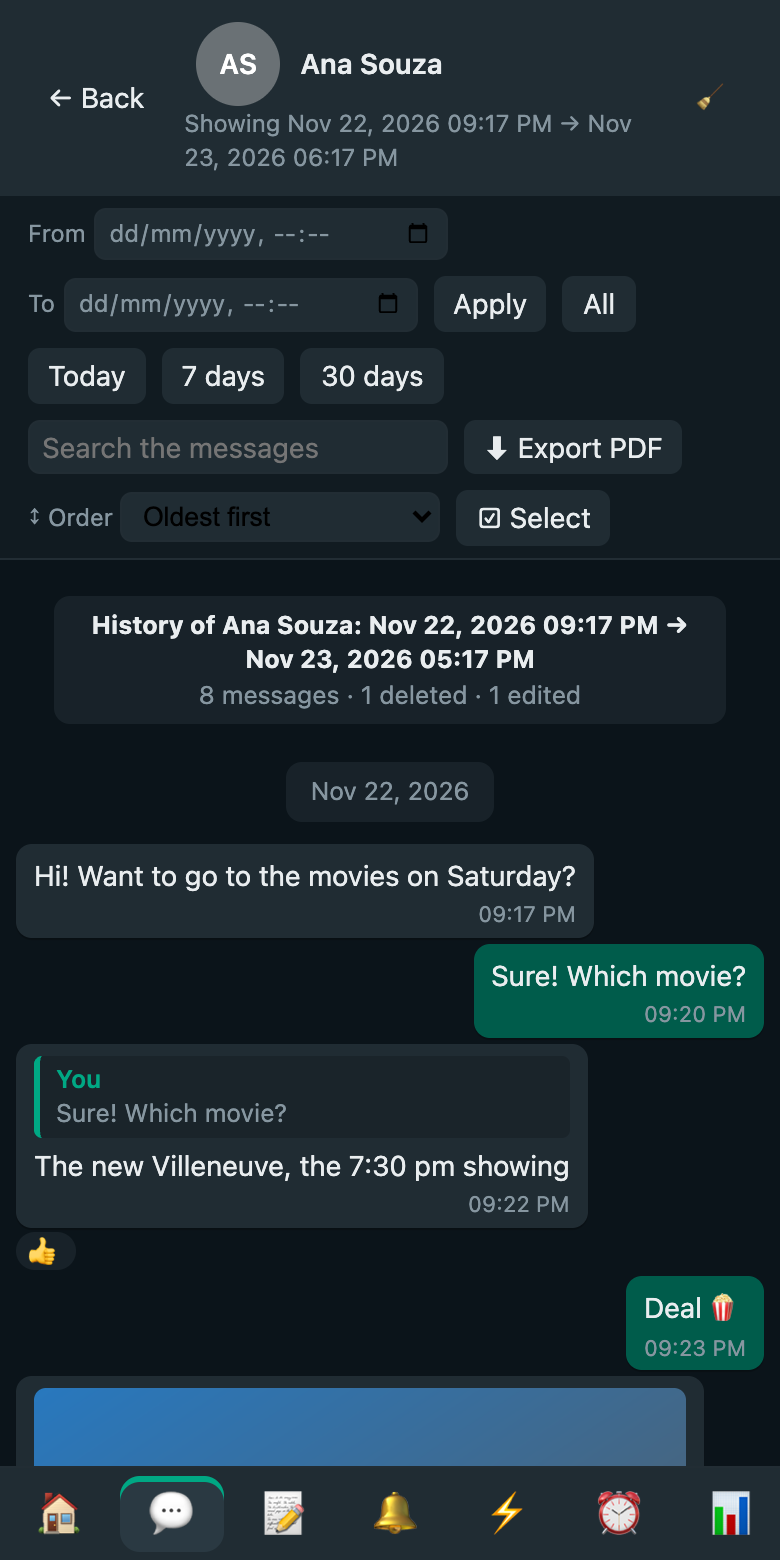 ← Back
AS
Ana Souza
Showing Nov 22, 2026 09:17 PM → Nov
23, 2026 06:17 PM
From dd/mm/yyyy, --:--
To dd/mm/yyyy, --:-- Apply All
Today 7 days 30 days
Search the messages ⬇ Export PDF
↕ Order Oldest first ☑ Select
History of Ana Souza: Nov 22, 2026 09:17 PM →
Nov 23, 2026 05:17 PM
8 messages · 1 deleted · 1 edited
Nov 22, 2026
Hi! Want to go to the movies on Saturday?
09:17 PM
Sure! Which movie?
09:20 PM
You
Sure! Which movie?
The new Villeneuve, the 7:30 pm showing
09:22 PM
👍
Deal 🍿
09:23 PM